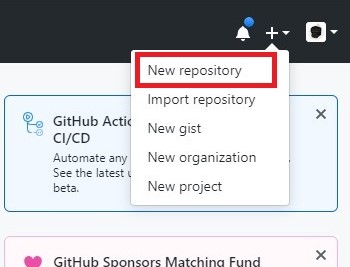 New repository
Import repository
New gist
New organization
New project
GitHub Actio
CI/CD
Automate any
See the latest u
beta.
GitHub Sponsors Matching Fund